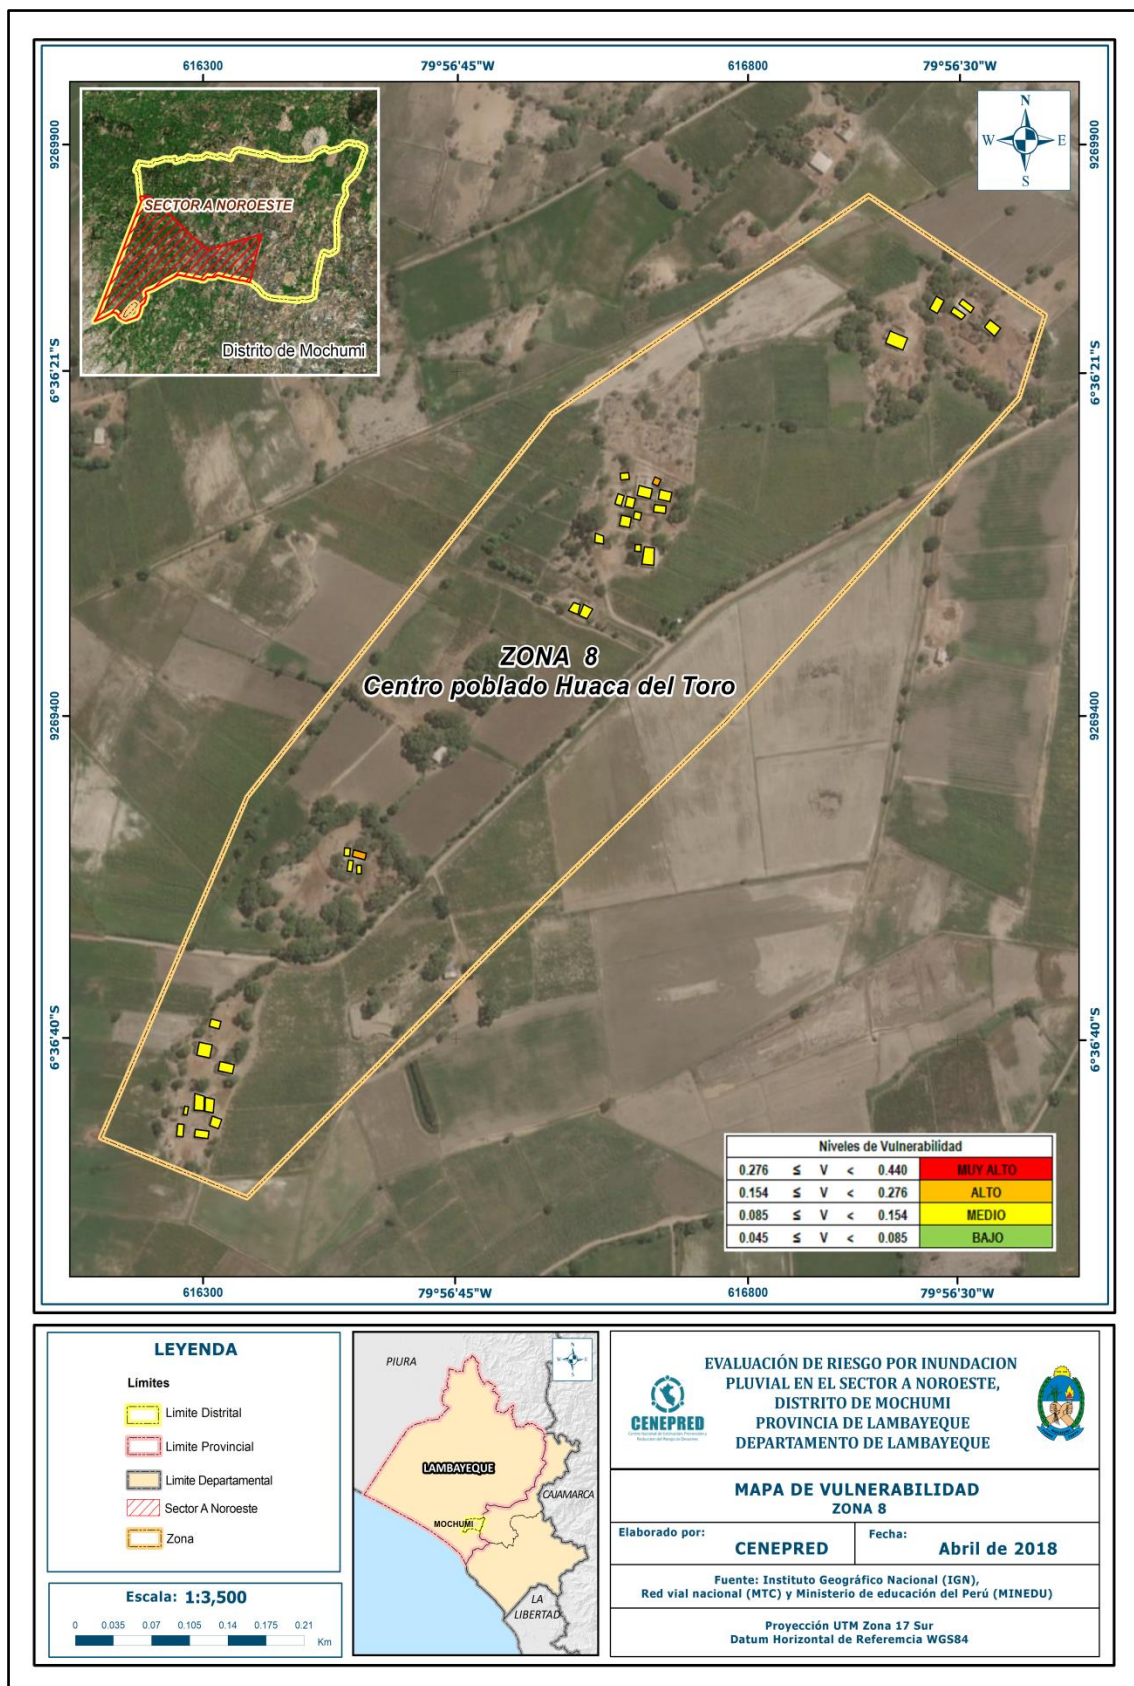 616300
79°56'45"W
616800
79°56'30"W
9269900
6°36'21"S
9269400
6°36'40"S
9269900
6°36'21"S
9269400
6°36'40"S
SECTOR A NOROESTE
Distrito de Mochumi
N
W
E
S
ZONA 8
Centro poblado Huaca del Toro
Niveles de Vulnerabilidad
0.276 ≤ V < 0.440 MUY ALTO
0.154 ≤ V < 0.276 ALTO
0.085 ≤ V < 0.154 MEDIO
0.045 ≤ V < 0.085 BAJO
616300
79°56'45"W
616800
79°56'30"W
LEYENDA
Límites
Limite Distrital
Limite Provincial
Limite Departamental
Sector A Noroeste
Zona
Escala: 1:3,500
0 0.035 0.07 0.105 0.14 0.175 0.21
Km
PIURA
N
W
E
S
LAMBAYEQUE
CAJAMARCA
MOCHUMI
LA
LIBERTAD
CENEPRED
EVALUACIÓN DE RIESGO POR INUNDACION
PLUVIAL EN EL SECTOR A NOROESTE,
DISTRITO DE MOCHUMI
PROVINCIA DE LAMBAYEQUE
DEPARTAMENTO DE LAMBAYEQUE
MAPA DE VULNERABILIDAD
ZONA 8
Elaborado por:
CENEPRED
Fecha:
Abril de 2018
Fuente: Instituto Geográfico Nacional (IGN),
Red vial nacional (MTC) y Ministerio de educación del Perú (MINEDU)
Proyección UTM Zona 17 Sur
Datum Horizontal de Referencia WGS84